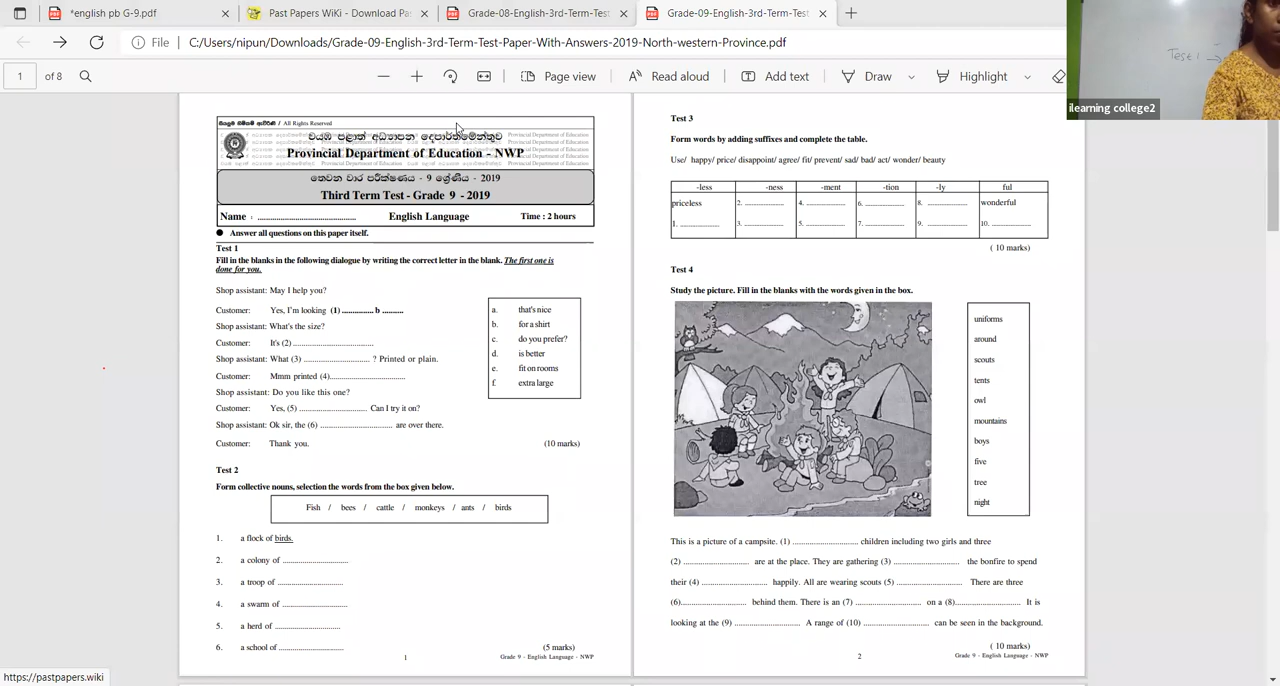 *english pb G-9.pdf
Past Papers WiKi - Download Pa
Grade-08-English-3rd-Term-Test
Grade-09-English-3rd-Term-Test
File C:/Users/nipun/Downloads/Grade-09-English-3rd-Term-Test-Paper-With-Answers-2019-North-western-Province.pdf
1 of 8 Page view Read aloud Add text Draw Highlight
Test 1
ilearning college2
සියලුම හිමිකම් ඇවිරිණි / All Rights Reserved
වයඹ පළාත් අධ්‍යාපන දෙපාර්තමේන්තුව
Provincial Department of Education - NWP
තෙවන වාර පරීක්ෂණය - 9 ශ්‍රේණිය - 2019
Third Term Test - Grade 9 - 2019
Name : ........................................ English Language Time : 2 hours
● Answer all questions on this paper itself.
Test 1
Fill in the blanks in the following dialogue by writing the correct letter in the blank. The first one is
done for you.
Shop assistant: May I help you?
Customer: Yes, I'm looking (1) ............... b ..........
Shop assistant: What's the size?
Customer: It's (2) ......................................
Shop assistant: What (3) ............................... ? Printed or plain.
Customer: Mmm printed (4)....................................
Shop assistant: Do you like this one?
Customer: Yes, (5) ................................ Can I try it on?
Shop assistant: Ok sir, the (6) .................................. are over there.
Customer: Thank you. (10 marks)
a. that's nice
b. for a shirt
c. do you prefer?
d. is better
e. fit on rooms
f. extra large
Test 2
Form collective nouns, selection the words from the box given below.
Fish / bees / cattle / monkeys / ants / birds
1. a flock of birds.
2. a colony of ..............................
3. a troop of ..............................
4. a swarm of ..............................
5. a herd of ..............................
6. a school of .............................. (5 marks)
1 Grade 9 - English Language - NWP
Test 3
Form words by adding suffixes and complete the table.
Use/ happy/ price/ disappoint/ agree/ fit/ prevent/ sad/ bad/ act/ wonder/ beauty
-less -ness -ment -tion -ly ful
priceless 2. .................. 4. .................. 6. .................. 8. .................. wonderful
1. .................. 3. .................. 5. .................. 7. .................. 9. .................. 10. ..................
( 10 marks)
Test 4
Study the picture. Fill in the blanks with the words given in the box.
uniforms
around
scouts
tents
owl
mountains
boys
five
tree
night
This is a picture of a campsite. (1) .............................. children including two girls and three
(2) .............................. are at the place. They are gathering (3) .............................. the bonfire to spend
their (4) .............................. happily. All are wearing scouts (5) .............................. There are three
(6).............................. behind them. There is an (7) .............................. on a (8).............................. It is
looking at the (9) .............................. A range of (10) .............................. can be seen in the background.
( 10 marks)
2 Grade 9 - English Language - NWP
https://pastpapers.wiki